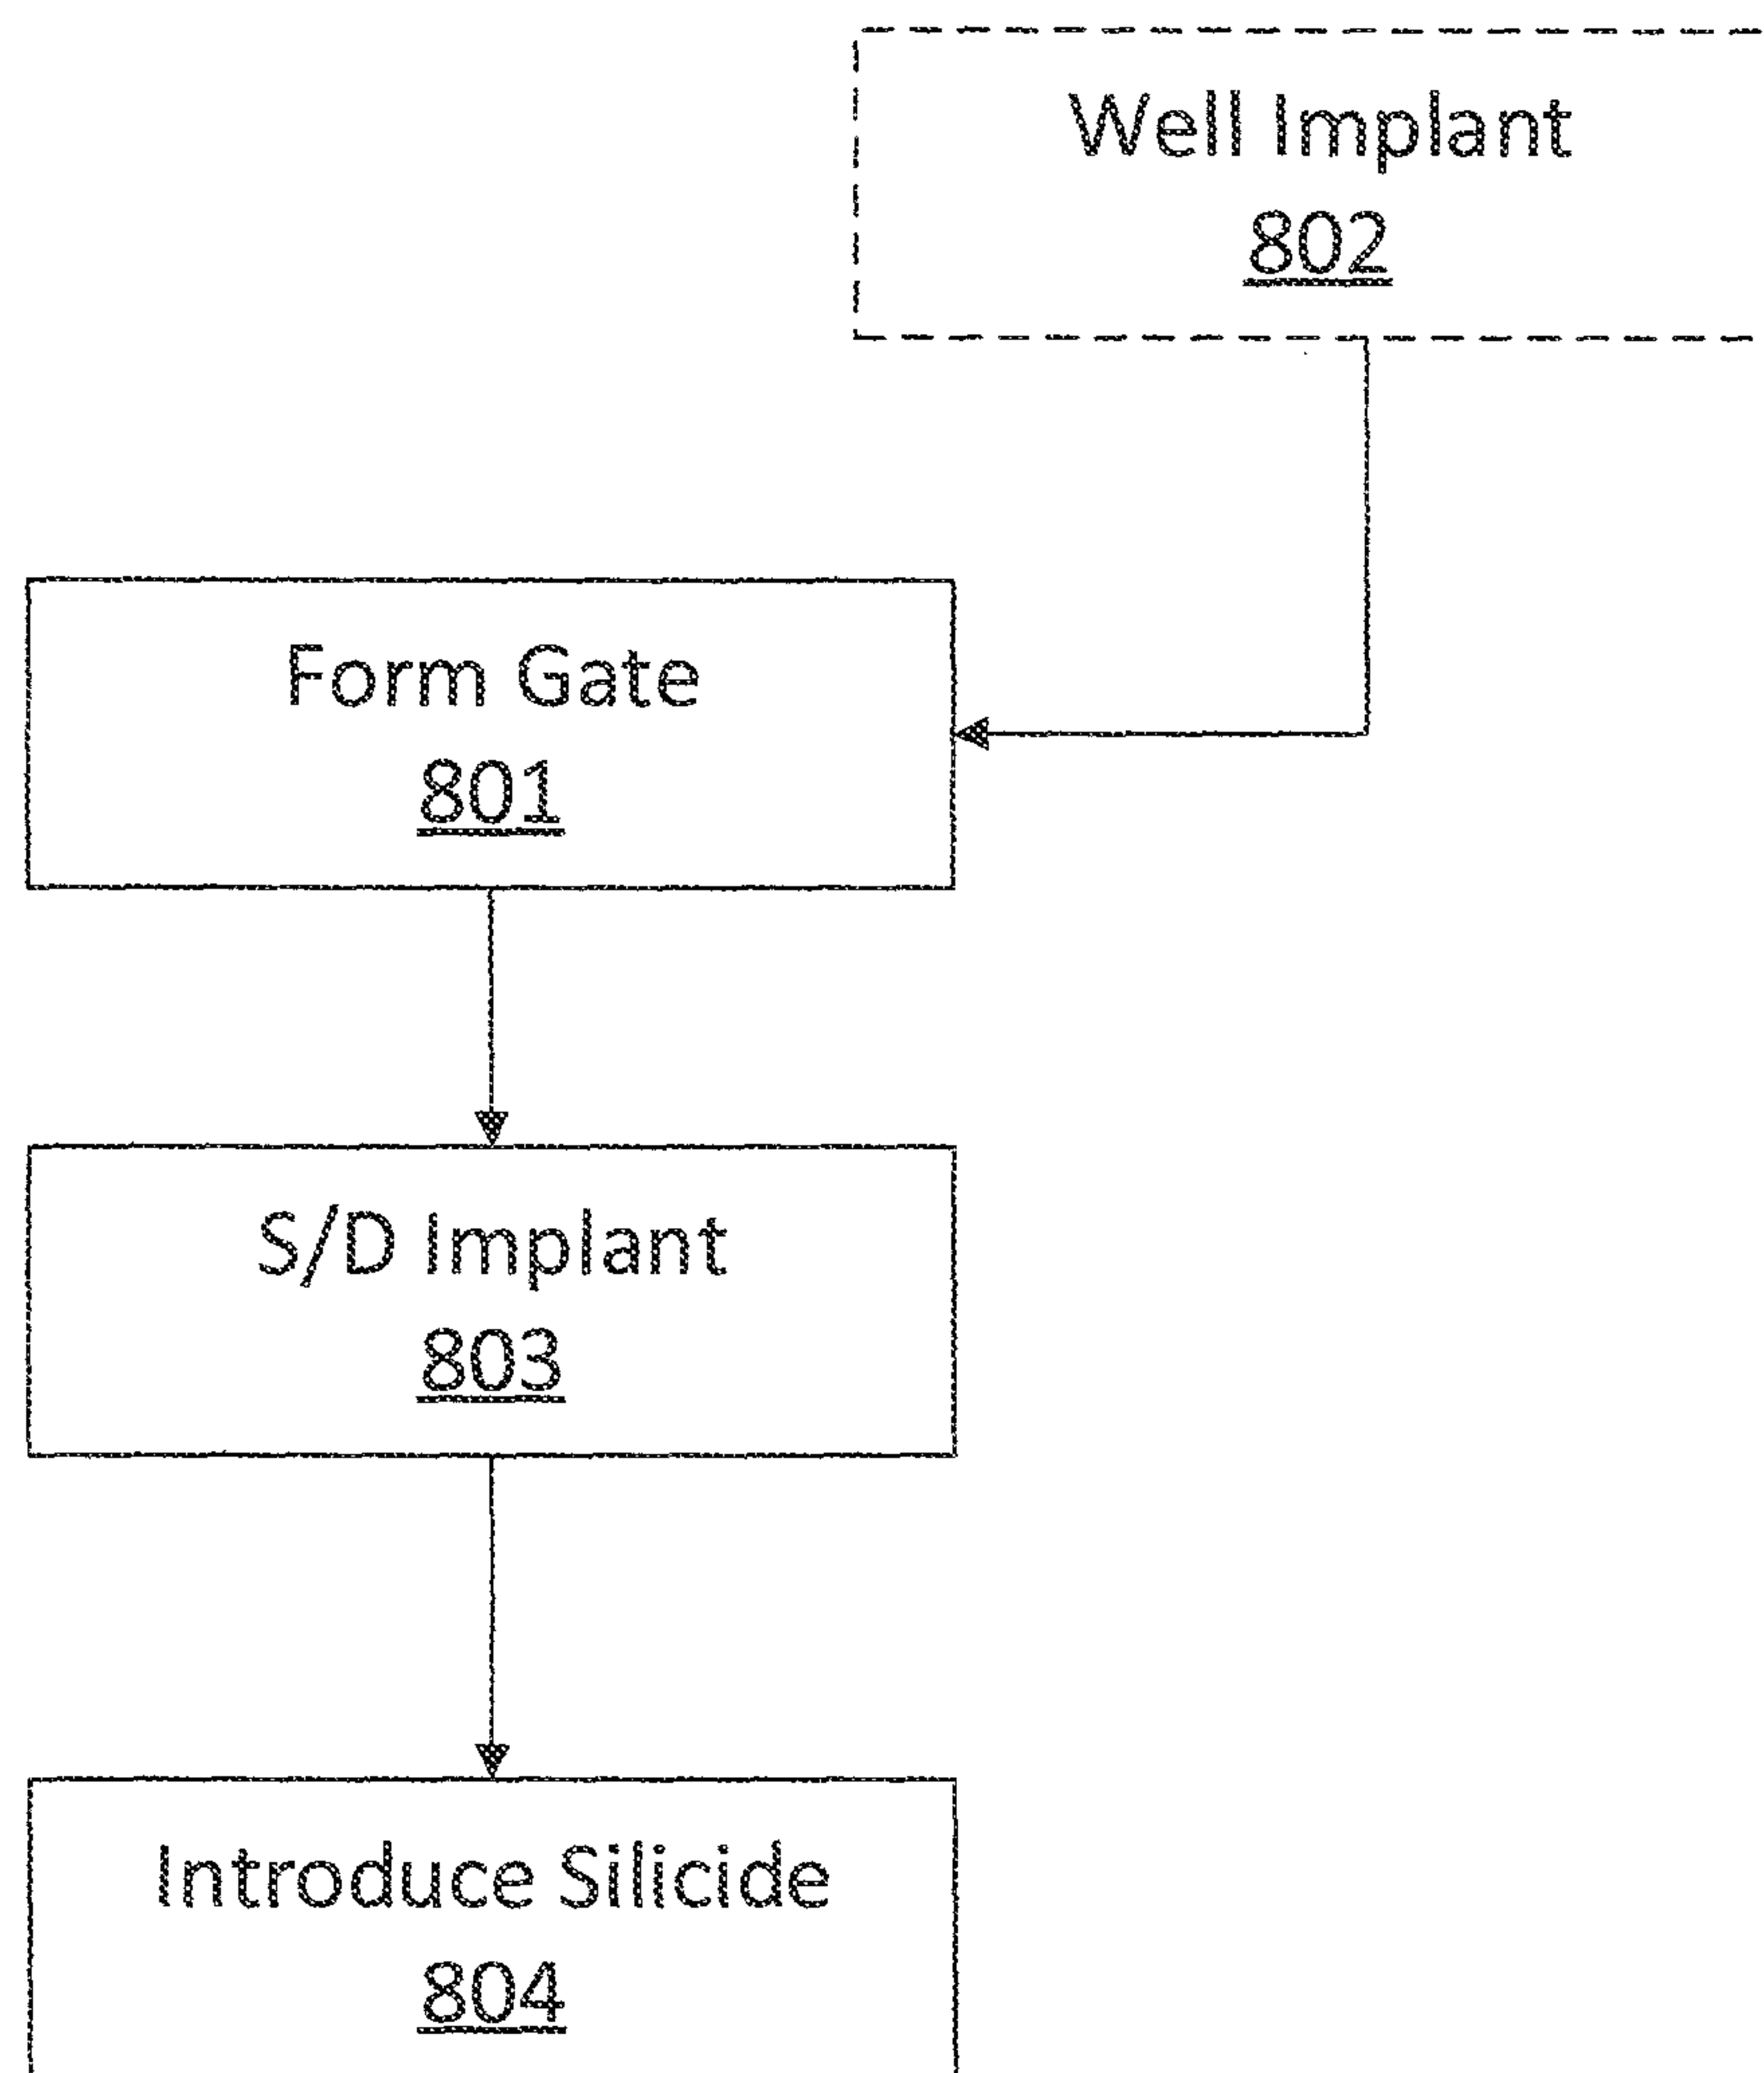 Well Implant
802
Form Gate
801
S/D Implant
803
Introduce Silicide
804